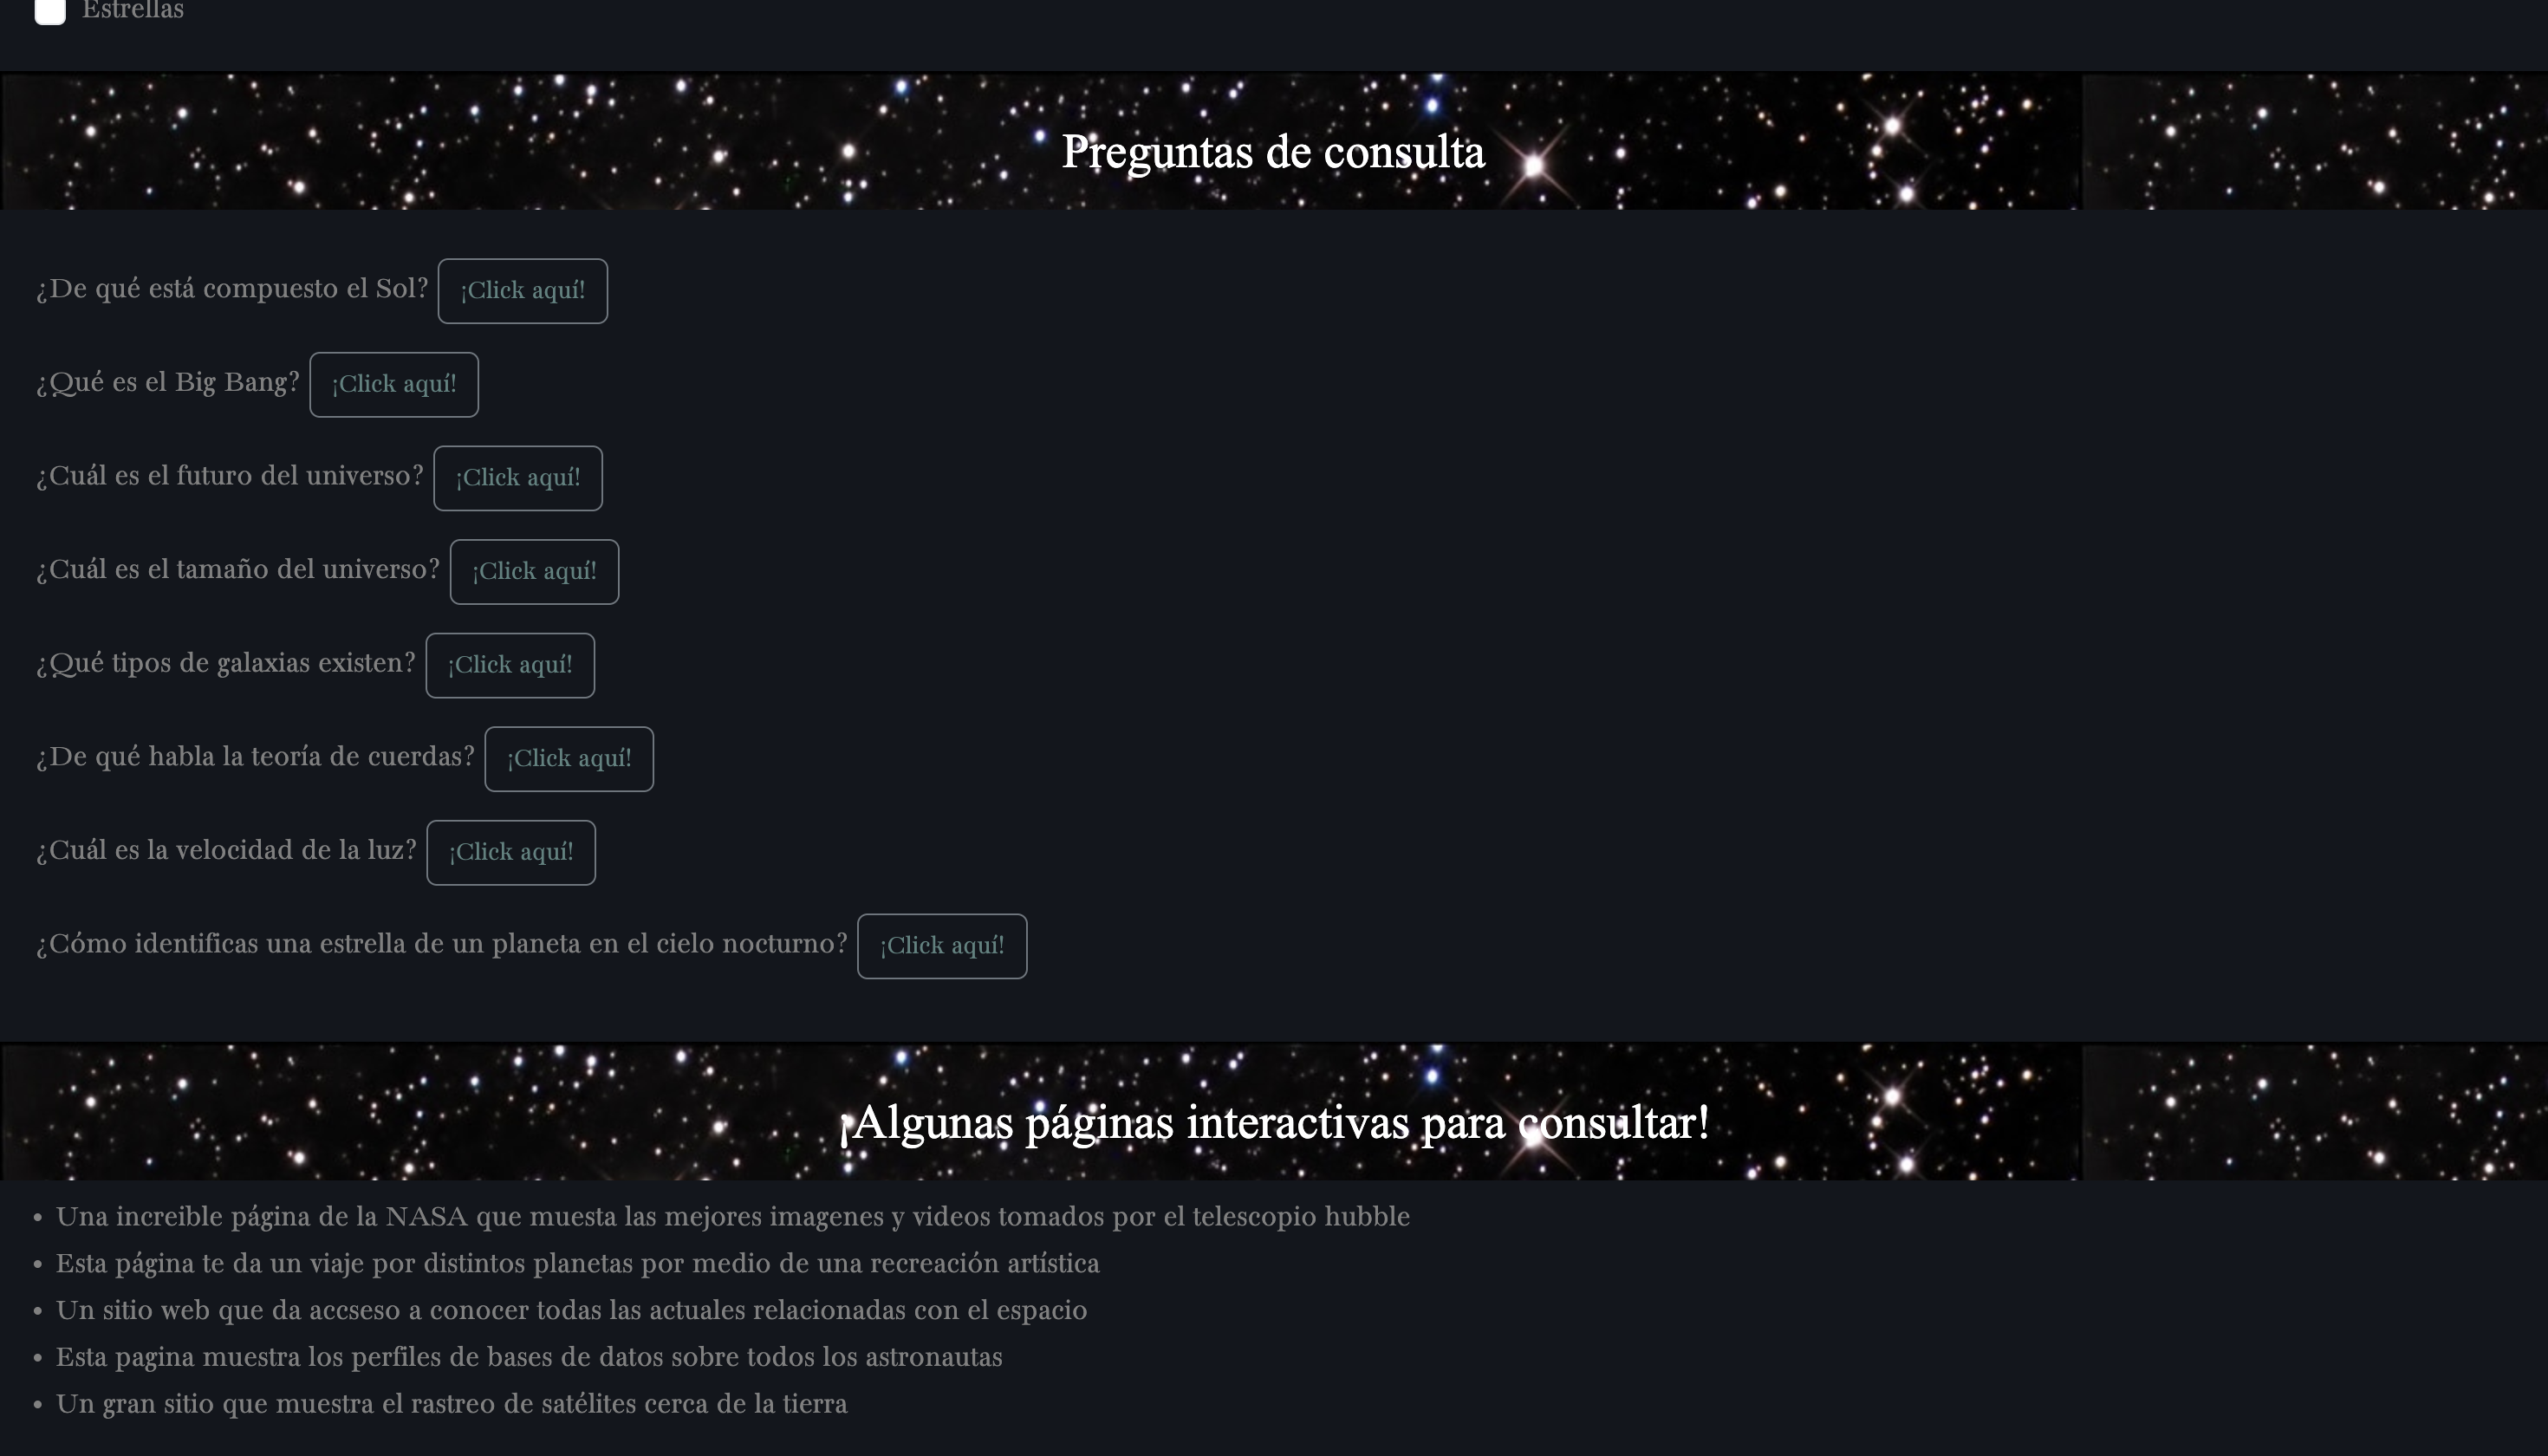 Estrellas
Preguntas de consulta
¿De qué está compuesto el Sol? ¡Click aquí!
¿Qué es el Big Bang? ¡Click aquí!
¿Cuál es el futuro del universo? ¡Click aquí!
¿Cuál es el tamaño del universo? ¡Click aquí!
¿Qué tipos de galaxias existen? ¡Click aquí!
¿De qué habla la teoría de cuerdas? ¡Click aquí!
¿Cuál es la velocidad de la luz? ¡Click aquí!
¿Cómo identificas una estrella de un planeta en el cielo nocturno? ¡Click aquí!
¡Algunas páginas interactivas para consultar!
• Una increible página de la NASA que muesta las mejores imagenes y videos tomados por el telescopio hubble
• Esta página te da un viaje por distintos planetas por medio de una recreación artística
• Un sitio web que da accseso a conocer todas las actuales relacionadas con el espacio
• Esta pagina muestra los perfiles de bases de datos sobre todos los astronautas
• Un gran sitio que muestra el rastreo de satélites cerca de la tierra